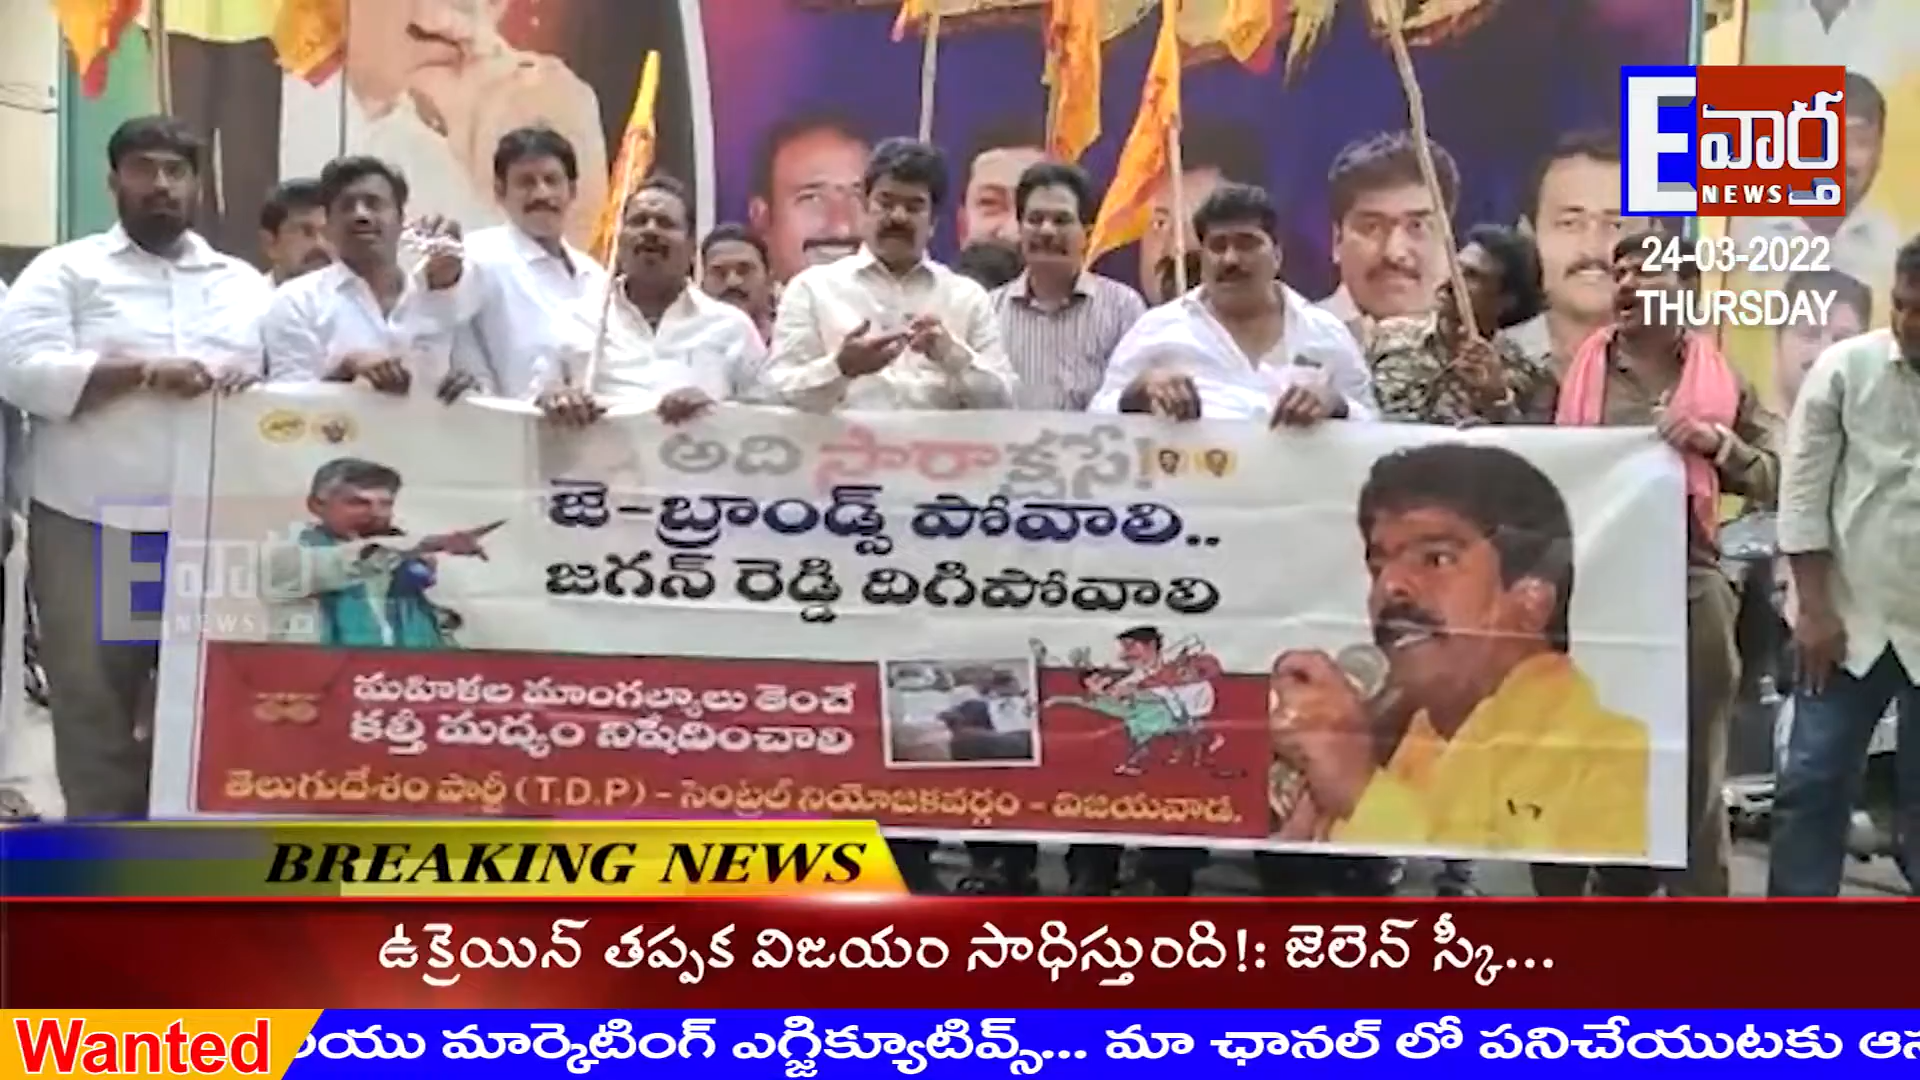 E వార్త
NEWS
24-03-2022
THURSDAY
అది సారా క్షసే!
జె-బ్రాండ్స్ పోవాలి..
జగన్ రెడ్డి దిగిపోవాలి
E వార్త
NEWS
మహిళల మాంగల్యాలు తెంచే
కల్తీ మద్యం నిషేదించాలి
తెలుగుదేశం పార్టీ (T.D.P) - సెంట్రల్ నియోజకవర్గం - విజయవాడ.
BREAKING NEWS
ఉక్రెయిన్ తప్పక విజయం సాధిస్తుంది!: జెలెన్ స్కీ...
Wanted యు మార్కెటింగ్ ఎగ్జిక్యూటివ్స్... మా ఛానల్ లో పనిచేయుటకు